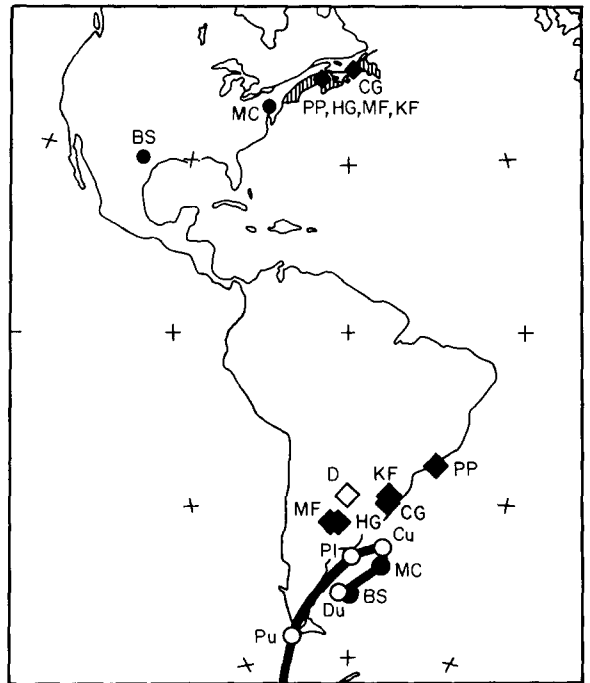 CG
MC
PP, HG, MF, KF
BS
D
KF
PP
MF
HG
CG
Pl
Cu
MC
Du
BS
Pu